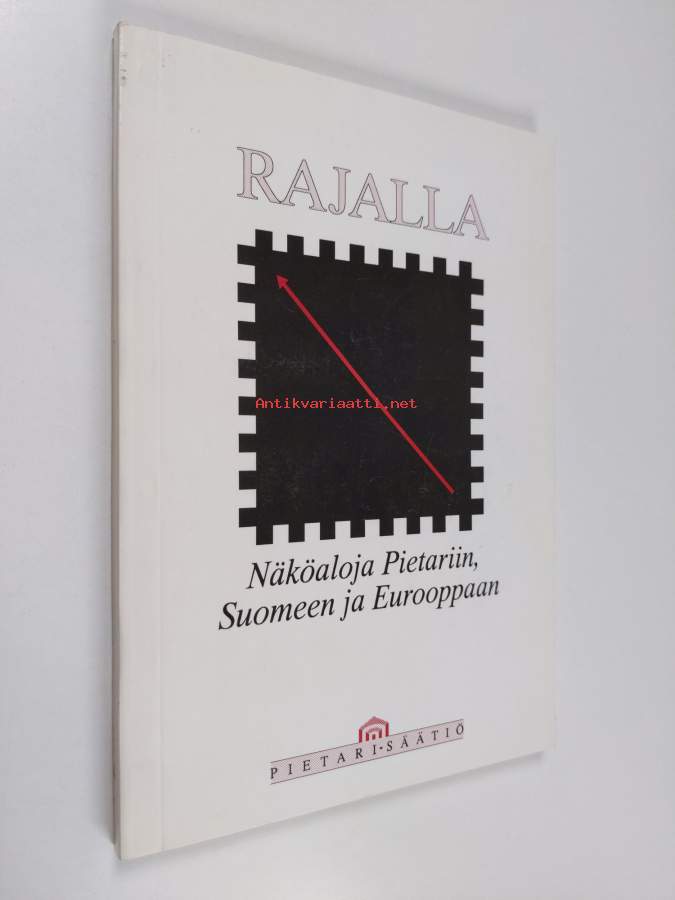 RAJALLA
Antikvariaatti.net
Näköaloja Pietariin,
Suomeen ja Eurooppaan
PIETARI-SÄÄTIÖ